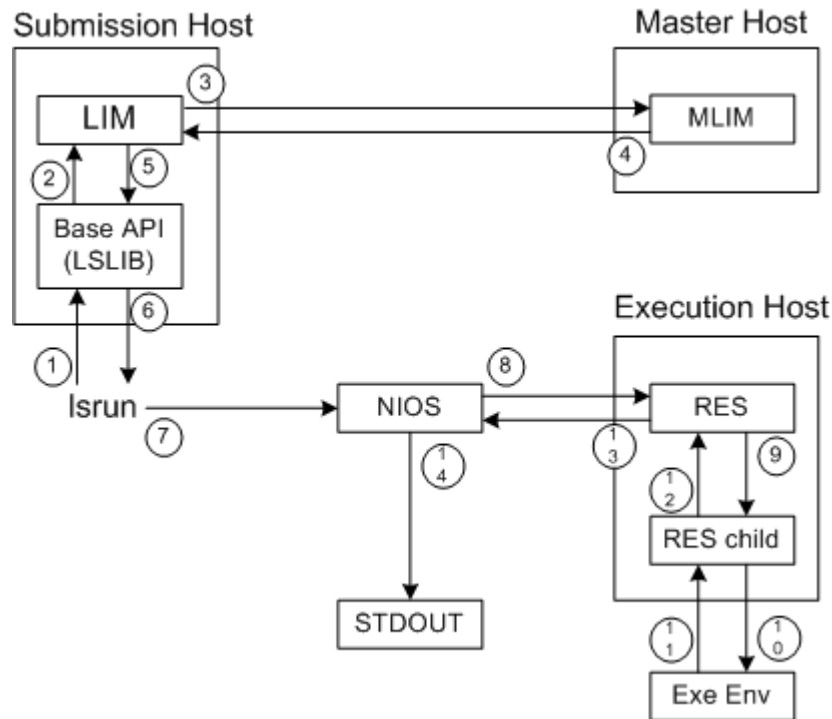 Submission Host
Master Host
3
LIM
MLIM
4
2
5
Base API
(LSLIB)
6
Execution Host
1
8
lsrun
NIOS
RES
7
1
3
9
1
4
1
2
RES child
STDOUT
1
1
1
0
Exe Env